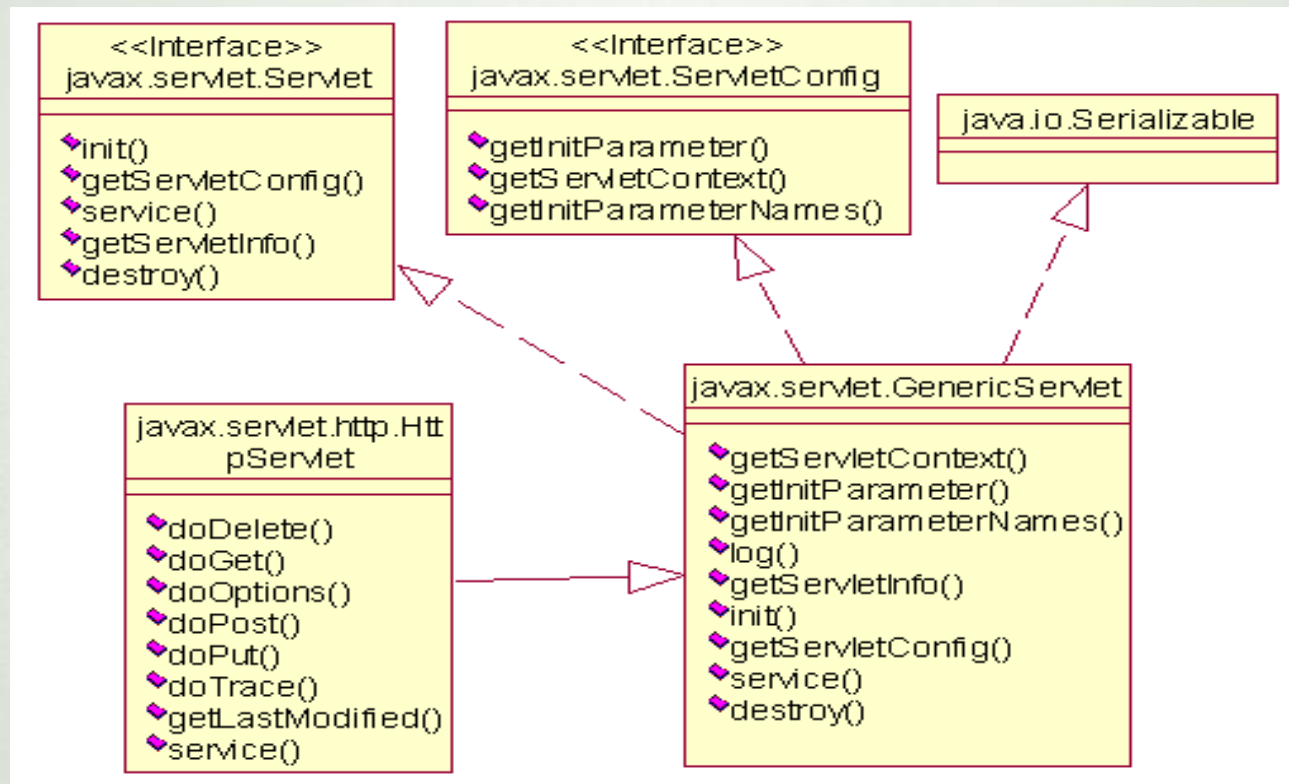 <<Interface>>
javax.servlet.Servlet
init()
getServletConfig()
service()
getServletInfo()
destroy()
<<Interface>>
javax.servlet.ServletConfig
getInitParameter()
getServletContext()
getInitParameterNames()
java.io.Serializable
javax.servlet.http.Htt
pServlet
doDelete()
doGet()
doOptions()
doPost()
doPut()
doTrace()
getLastModified()
service()
javax.servlet.GenericServlet
getServletContext()
getInitParameter()
getInitParameterNames()
log()
getServletInfo()
init()
getServletConfig()
service()
destroy()